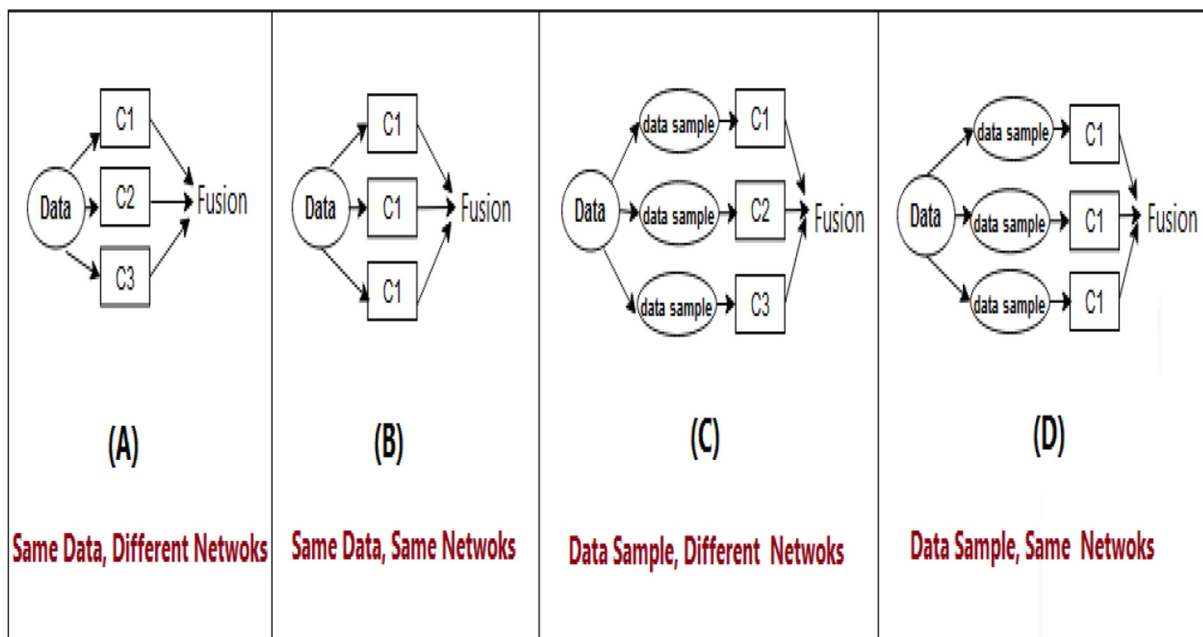 C1
Data
C2
Fusion
C3
(A)
Same Data, Different Netwoks
C1
Data
C1
Fusion
C1
(B)
Same Data, Same Netwoks
data sample
C1
Data
data sample
C2
Fusion
data sample
C3
(C)
Data Sample, Different Netwoks
data sample
C1
Data
data sample
C1
Fusion
data sample
C1
(D)
Data Sample, Same Netwoks